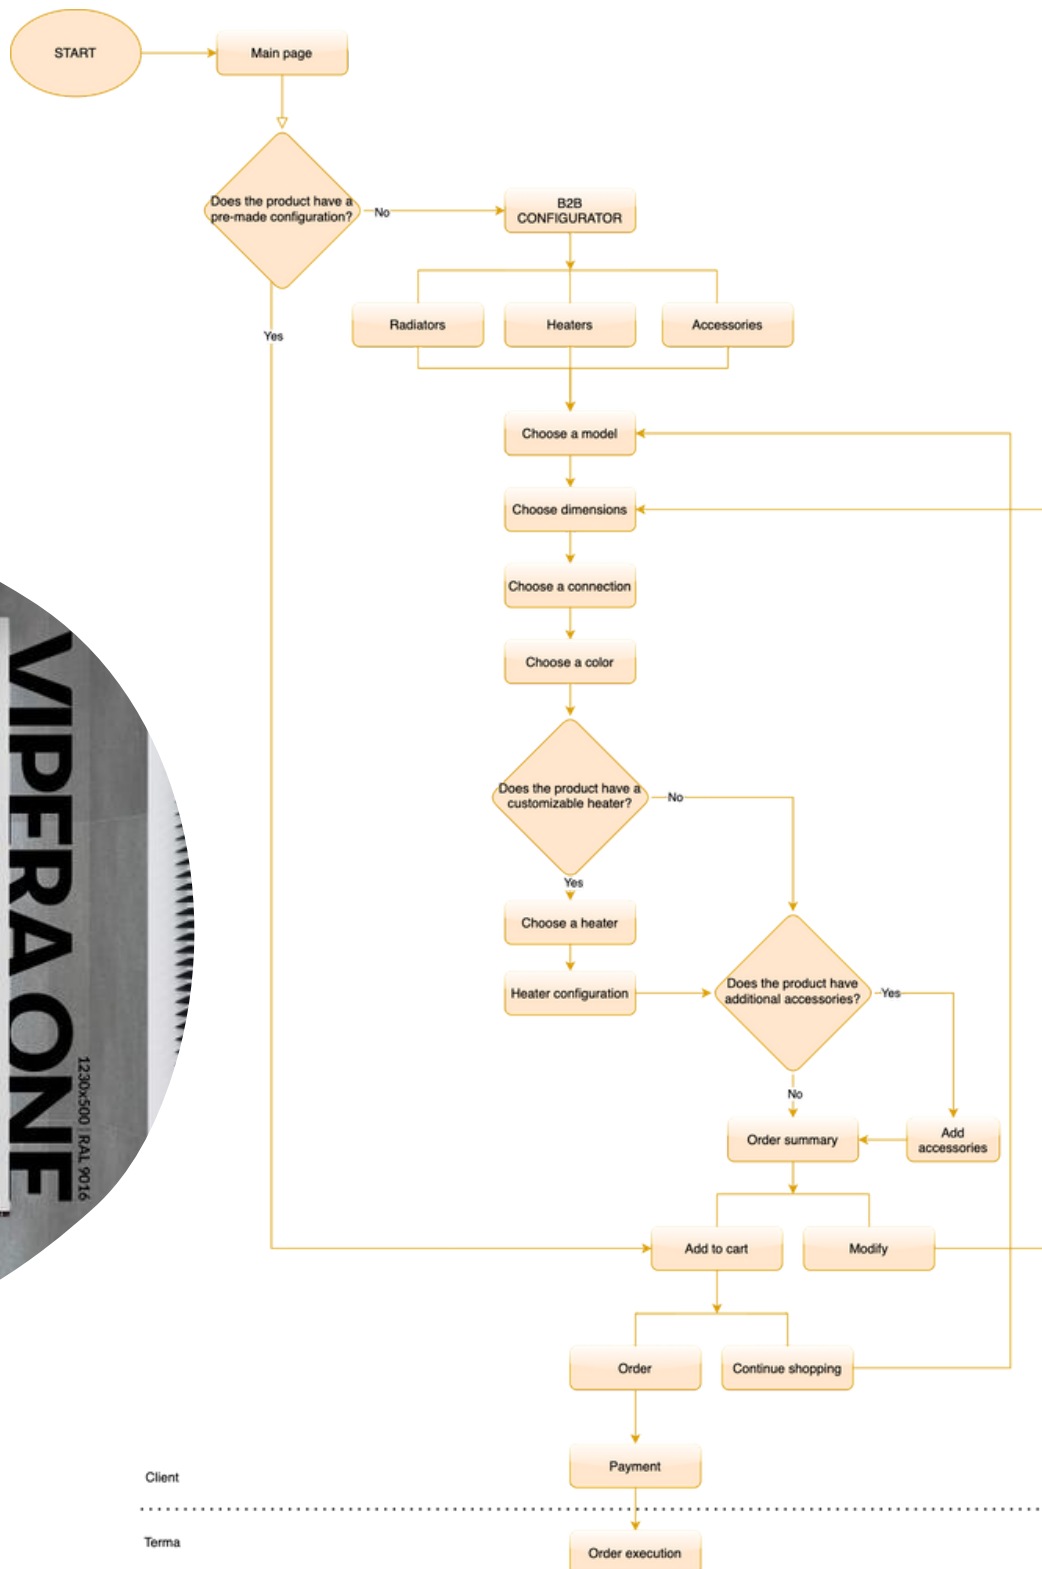 START
Main page
Does the product have a
pre-made configuration?
No
B2B
CONFIGURATOR
Yes
Radiators
Heaters
Accessories
Choose a model
Choose dimensions
Choose a connection
Choose a color
Does the product have a
customizable heater?
No
Yes
Choose a heater
Heater configuration
Does the product have
additional accessories?
Yes
No
Order summary
Add
accessories
Add to cart
Modify
Order
Continue shopping
Payment
Client
Terma
Order execution
VIPERA ONE
1230x500 | RAL 9016